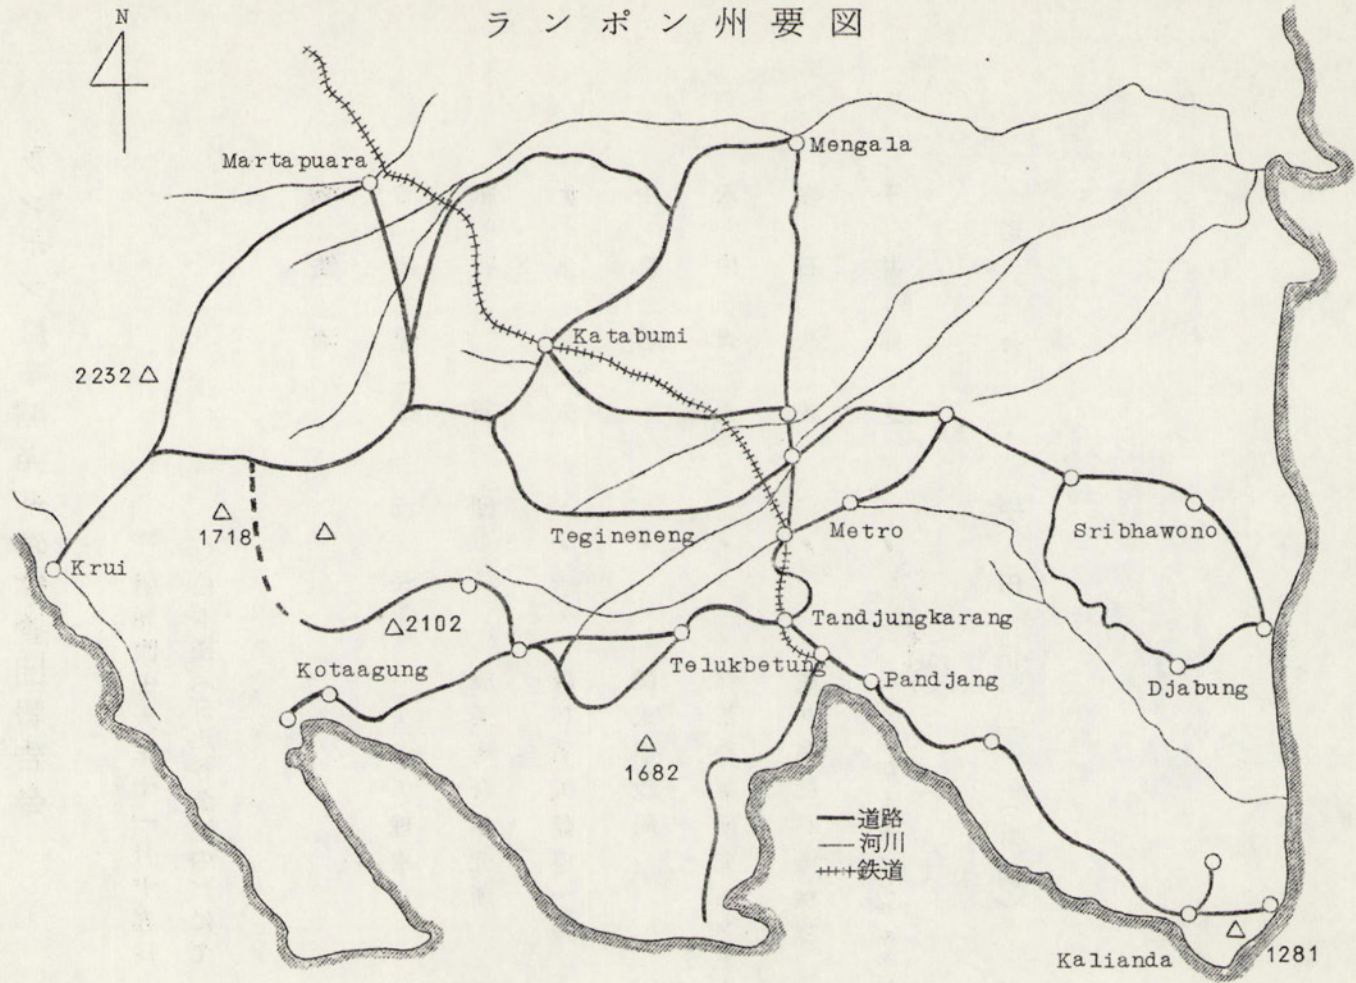 ランポン州要図
N
Mengala
Martapuara
Katabumi
2232
Tegineneng
Metro
Sribhawono
1718
Krui
Tandjungkarang
2102
Kotaagung
Telukbetung
Pandjang
Djabung
1682
道路
河川
鉄道
Kalianda
1281